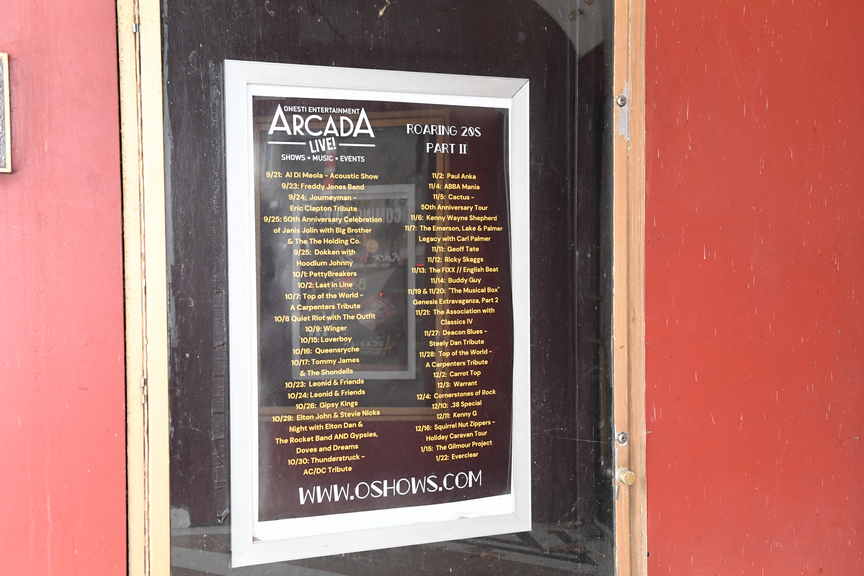 ONESTI ENTERTAINMENT
ARCADA
LIVE!
SHOWS • MUSIC • EVENTS
9/21: Al Di Meola - Acoustic Show
9/23: Freddy Jones Band
9/24: Journeyman -
Eric Clapton Tribute
9/25: 50th Anniversary Celebration
of Janis Jolin with Big Brother
& The The Holding Co.
9/25: Dokken with
Hoodlum Johnny
10/1: PettyBreakers
10/2: Last in Line
10/7: Top of the World -
A Carpenters Tribute
10/8 Quiet Riot with The Outfit
10/9: Winger
10/15: Loverboy
10/16: Queensryche
10/17: Tommy James
& The Shondells
10/23: Leonid & Friends
10/24: Leonid & Friends
10/26: Gipsy Kings
10/29: Elton John & Stevie Nicks
Night with Elton Dan &
The Rocket Band AND Gypsies,
Doves and Dreams
10/30: Thunderstruck -
AC/DC Tribute
ROARING 20S
PART II
11/2: Paul Anka
11/4: ABBA Mania
11/5: Cactus -
50th Anniversary Tour
11/6: Kenny Wayne Shepherd
11/7: The Emerson, Lake & Palmer
Legacy with Carl Palmer
11/11: Geoff Tate
11/12: Ricky Skaggs
11/13: The FIXX // English Beat
11/14: Buddy Guy
11/19 & 11/20: "The Musical Box"
Genesis Extravaganza, Part 2
11/21: The Association with
Classics IV
11/27: Deacon Blues -
Steely Dan Tribute
11/28: Top of the World -
A Carpenters Tribute
12/2: Carrot Top
12/3: Warrant
12/4: Cornerstones of Rock
12/10: .38 Special
12/11: Kenny G
12/16: Squirrel Nut Zippers -
Holiday Caravan Tour
1/15: The Gilmour Project
1/22: Everclear
WWW.OSHOWS.COM